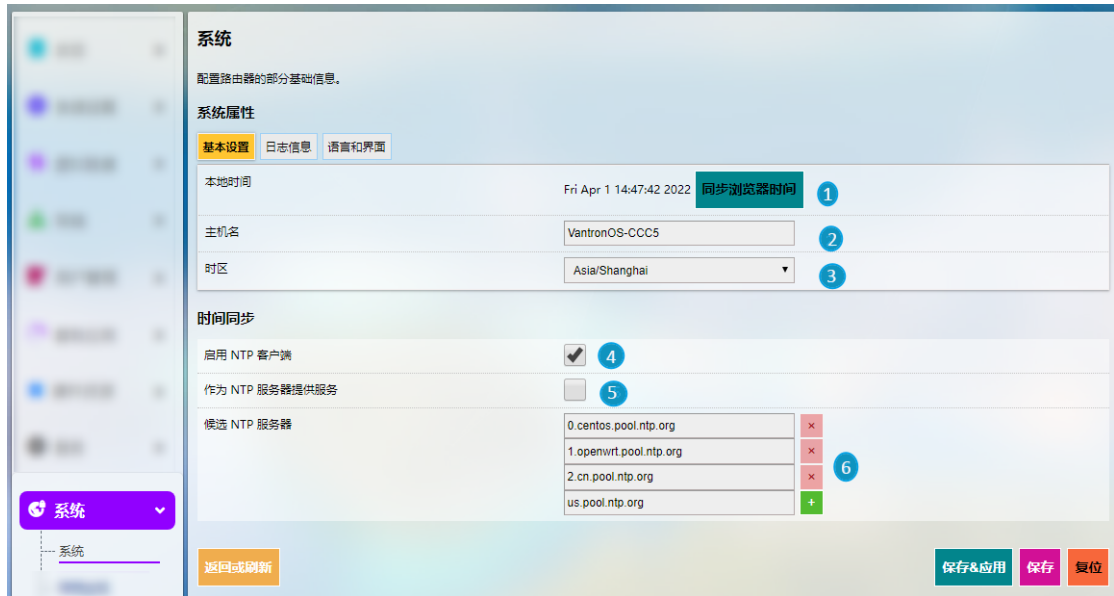 系统
配置路由器的部分基础信息。
系统属性
基本设置 日志信息 语言和界面
本地时间 Fri Apr 1 14:47:42 2022 同步浏览器时间 1
主机名 VantronOS-CCC5 2
时区 Asia/Shanghai 3
时间同步
启用 NTP 客户端 4
作为 NTP 服务器提供服务 5
候选 NTP 服务器 0.centos.pool.ntp.org
1.openwrt.pool.ntp.org
2.cn.pool.ntp.org 6
us.pool.ntp.org
系统
系统
返回或刷新 保存&应用 保存 复位